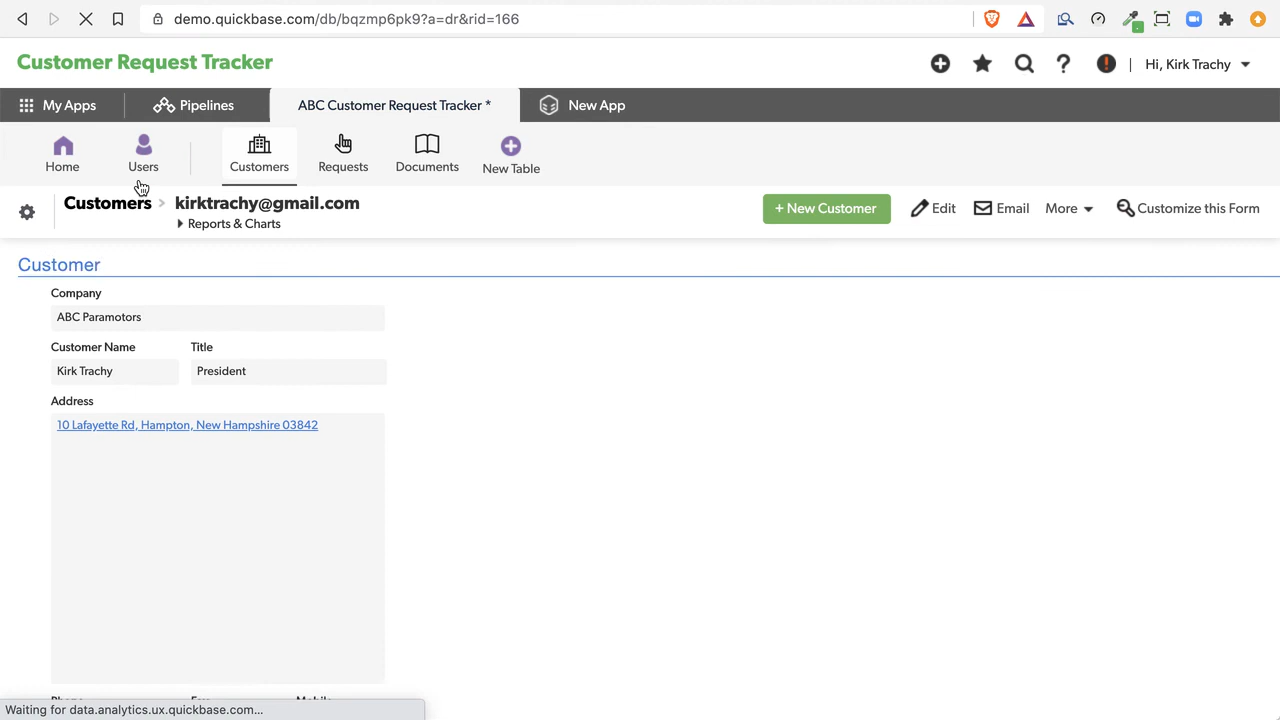 demo.quickbase.com/db/bqzmp6pk9?a=dr&rid=166
Customer Request Tracker
Hi, Kirk Trachy
My Apps
Pipelines
ABC Customer Request Tracker *
New App
Home
Users
Customers
Requests
Documents
New Table
Customers > kirktrachy@gmail.com
Reports & Charts
+ New Customer
Edit
Email
More
Customize this Form
Customer
Company
ABC Paramotors
Customer Name Title
Kirk Trachy President
Address
10 Lafayette Rd, Hampton, New Hampshire 03842
Phone Fax Mobile
Waiting for data.analytics.ux.quickbase.com...